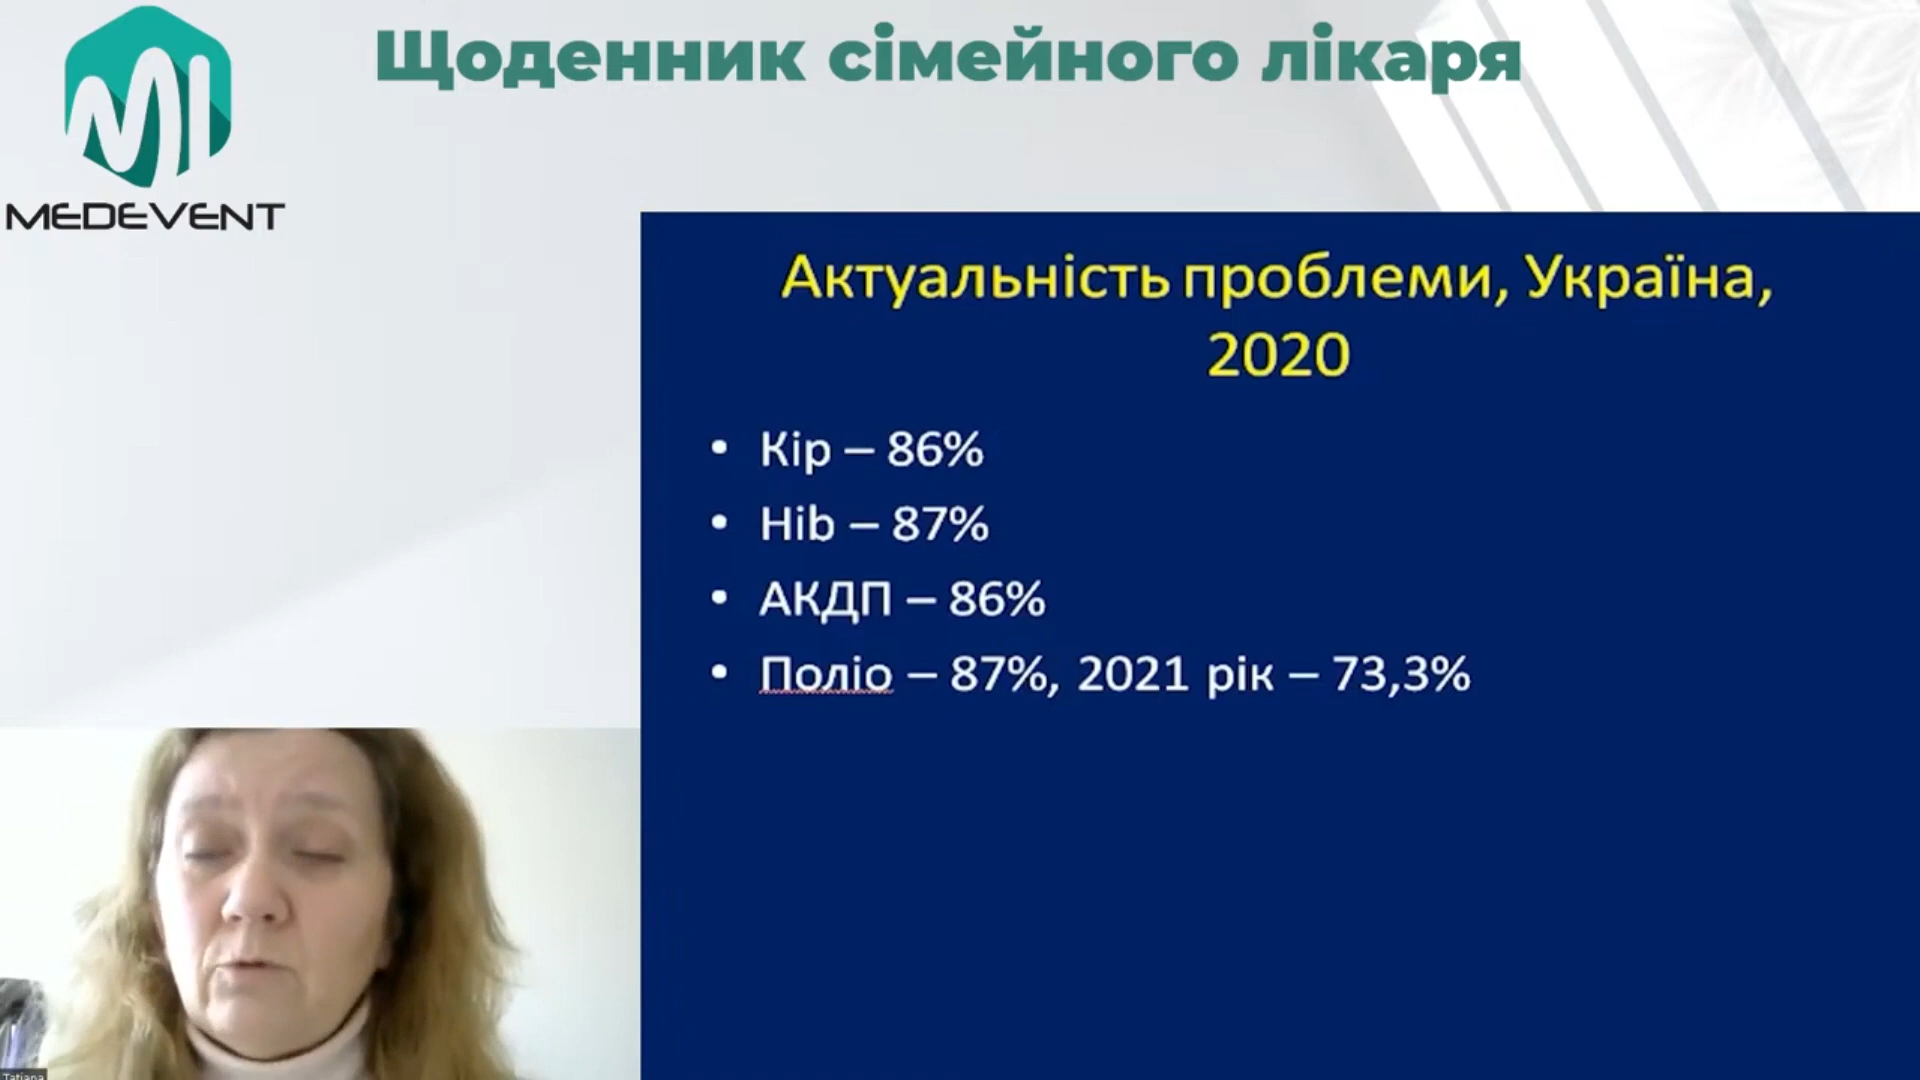 Щоденник сімейного лікаря
MEDEVENT
Актуальність проблеми, Україна,
2020
• Кір – 86%
• Hib – 87%
• АКДП – 86%
• Поліо – 87%, 2021 рік – 73,3%
Tatiana